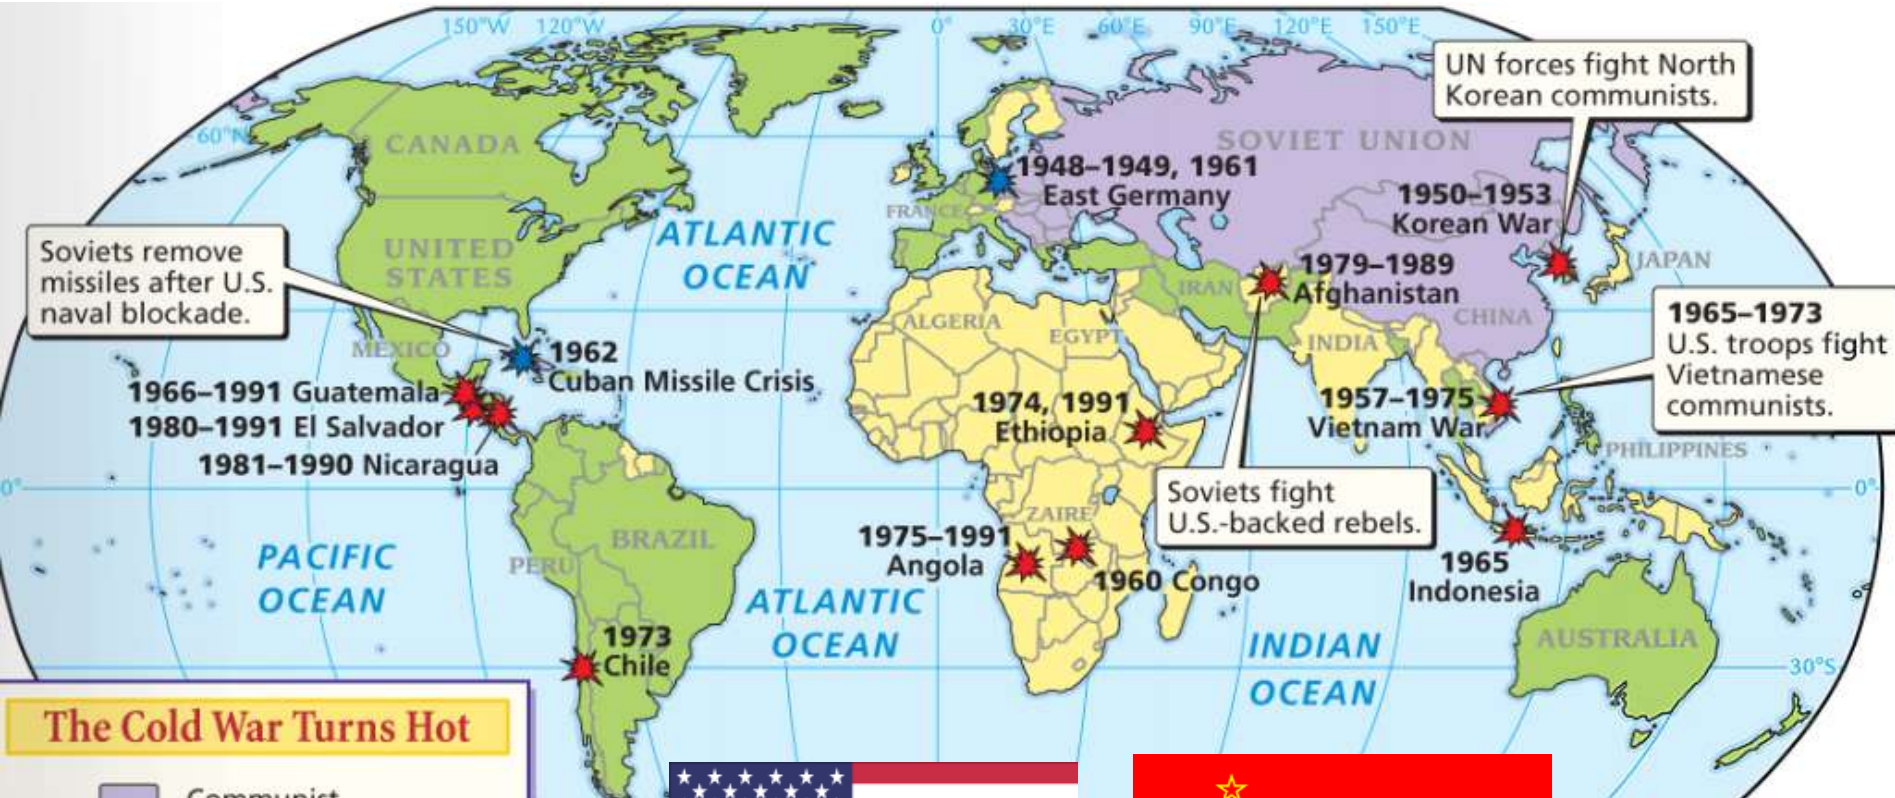 150°W 120°W 0° 30°E 60°E 90°E 120°E 150°E
UN forces fight North
Korean communists.
60°N
CANADA
SOVIET UNION
1948–1949, 1961
East Germany
1950–1953
Korean War
FRANCE
Soviets remove
missiles after U.S.
naval blockade.
UNITED
STATES
ATLANTIC
OCEAN
JAPAN
1979–1989
Afghanistan
IRAN
CHINA
1965–1973
U.S. troops fight
Vietnamese
communists.
ALGERIA
EGYPT
INDIA
MEXICO
1962
Cuban Missile Crisis
1966–1991 Guatemala
1980–1991 El Salvador
1981–1990 Nicaragua
1974, 1991
Ethiopia
1957–1975
Vietnam War
PHILIPPINES
0°
0°
Soviets fight
U.S.-backed rebels.
ZAIRE
BRAZIL
PERU
1975–1991
Angola
1960 Congo
1965
Indonesia
PACIFIC
OCEAN
ATLANTIC
OCEAN
INDIAN
OCEAN
AUSTRALIA
1973
Chile
30°S
The Cold War Turns Hot
Communist